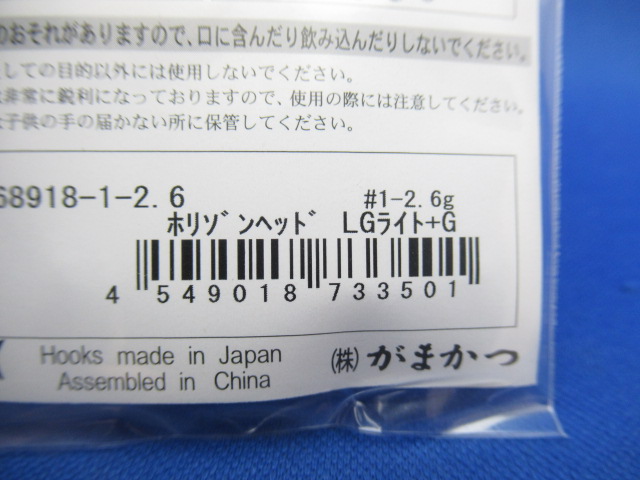 のおそれがありますので、口に含んだり飲み込んだりしないでください。
しての目的以外には使用しないでください。
非常に鋭利になっておりますので、使用の際には注意してください。
子供の手の届かない所に保管してください。
68918-1-2.6
#1-2.6g
ホリゾンヘッド LGライト+G
4 549018 733501
Hooks made in Japan
Assembled in China
(株) がまかつ